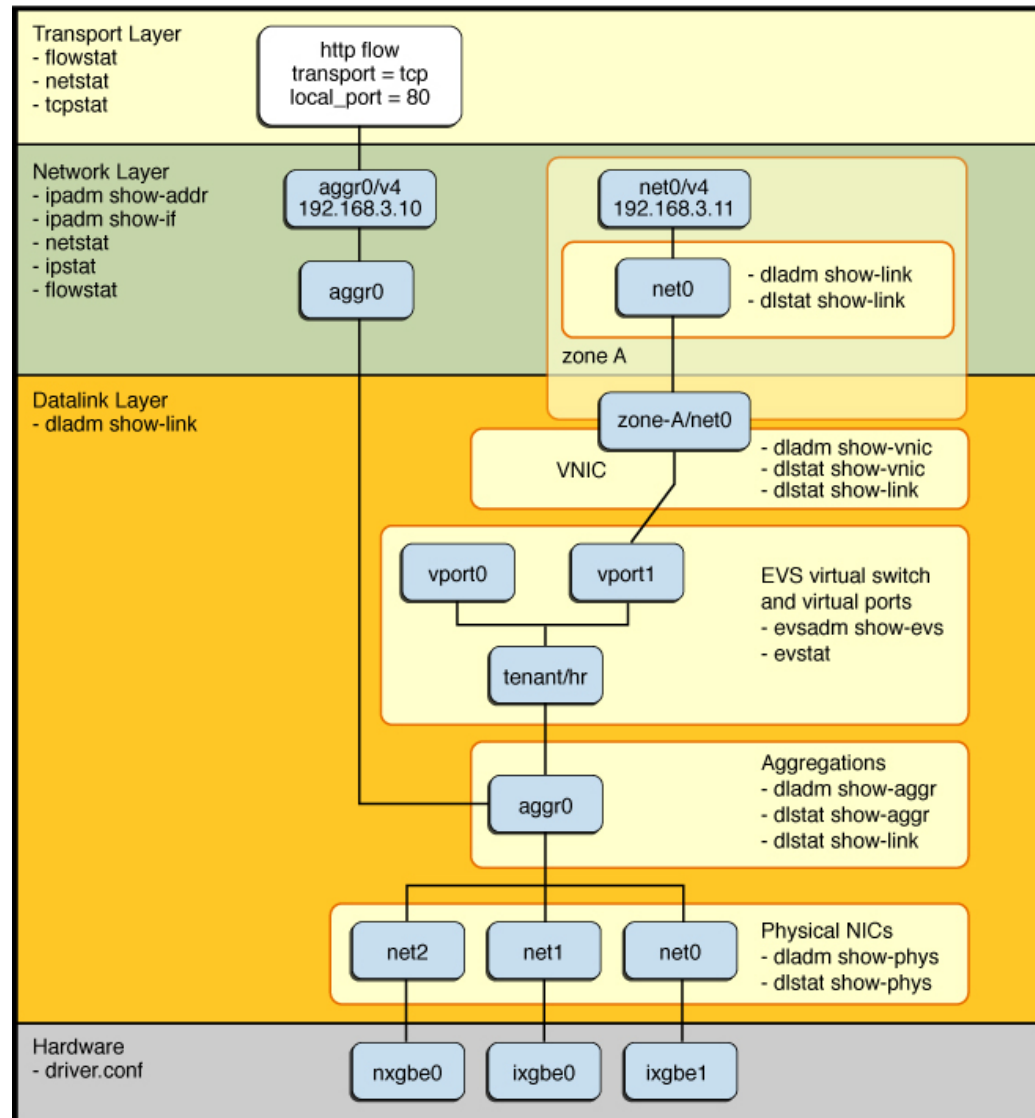 Transport Layer
- flowstat
- netstat
- tcpstat
http flow
transport = tcp
local_port = 80
Network Layer
- ipadm show-addr
- ipadm show-if
- netstat
- ipstat
- flowstat
aggr0/v4
192.168.3.10
aggr0
net0/v4
192.168.3.11
net0
- dladm show-link
- dlstat show-link
zone A
Datalink Layer
- dladm show-link
zone-A/net0
VNIC
- dladm show-vnic
- dlstat show-vnic
- dlstat show-link
vport0
vport1
EVS virtual switch
and virtual ports
- evsadm show-evs
- evstat
tenant/hr
aggr0
Aggregations
- dladm show-aggr
- dlstat show-aggr
- dlstat show-link
net2
net1
net0
Physical NICs
- dladm show-phys
- dlstat show-phys
Hardware
- driver.conf
nxgbe0
ixgbe0
ixgbe1